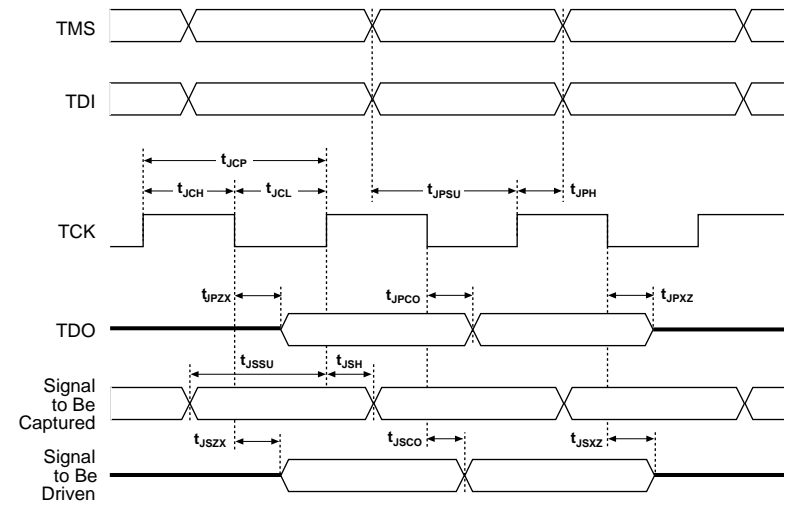 TMS
TDI
tJCP
tJCH
tJCL
tJPSU
tJPH
TCK
tJPZX
tJPCO
tJPXZ
TDO
tJSSU
tJSH
Signal
to Be
Captured
tJSZX
tJSCO
tJSXZ
Signal
to Be
Driven